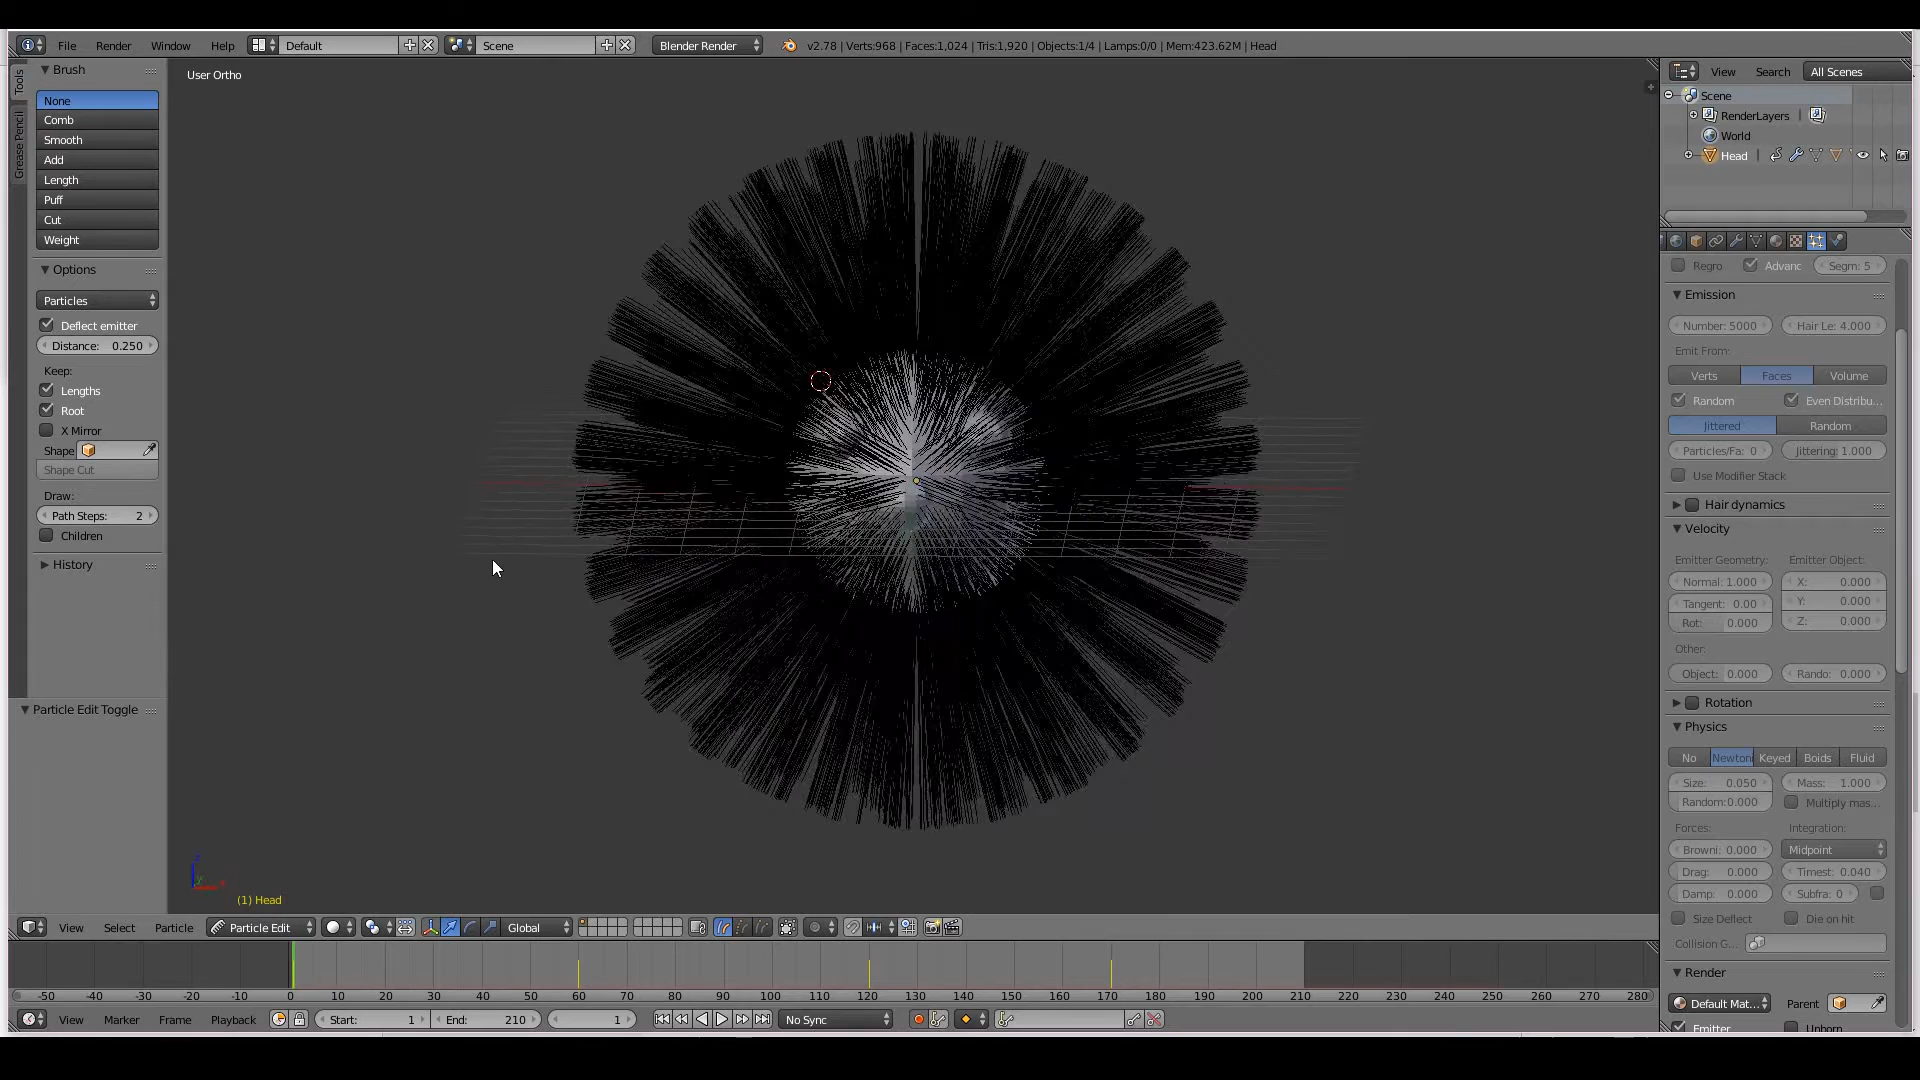 File Render Window Help Default Scene Blender Render v2.78 | Verts:968 | Faces:1,024 | Tris:1,920 | Objects:1/4 | Lamps:0/0 | Mem:423.62M | Head
Tools
Grease Pencil
Brush
None
Comb
Smooth
Add
Length
Puff
Cut
Weight
Options
Particles
Deflect emitter
Distance: 0.250
Keep:
Lengths
Root
X Mirror
Shape
Shape Cut
Draw:
Path Steps: 2
Children
History
Particle Edit Toggle
User Ortho
(1) Head
View Select Particle Particle Edit Global
View Search All Scenes
Scene
RenderLayers |
World
Head |
Regro Advanc Segm: 5
Emission
Number: 5000 Hair Le: 4.000
Emit From:
Verts Faces Volume
Random Even Distribu...
Jittered Random
Particles/Fa: 0 Jittering: 1.000
Use Modifier Stack
Hair dynamics
Velocity
Emitter Geometry: Emitter Object:
Normal: 1.000 X: 0.000
Tangent: 0.00 Y: 0.000
Rot: 0.000 Z: 0.000
Other:
Object: 0.000 Rando: 0.000
Rotation
Physics
No Newton Keyed Boids Fluid
Size: 0.050 Mass: 1.000
Random:0.000 Multiply mas...
Forces: Integration:
Browni: 0.000 Midpoint
Drag: 0.000 Timest: 0.040
Damp: 0.000 Subfra: 0
Size Deflect Die on hit
Collision G...
Render
Default Mat... Parent
Emitter Unborn
-50 -40 -30 -20 -10 0 10 20 30 40 50 60 70 80 90 100 110 120 130 140 150 160 170 180 190 200 210 220 230 240 250 260 270 280
View Marker Frame Playback Start: 1 End: 210 1 No Sync